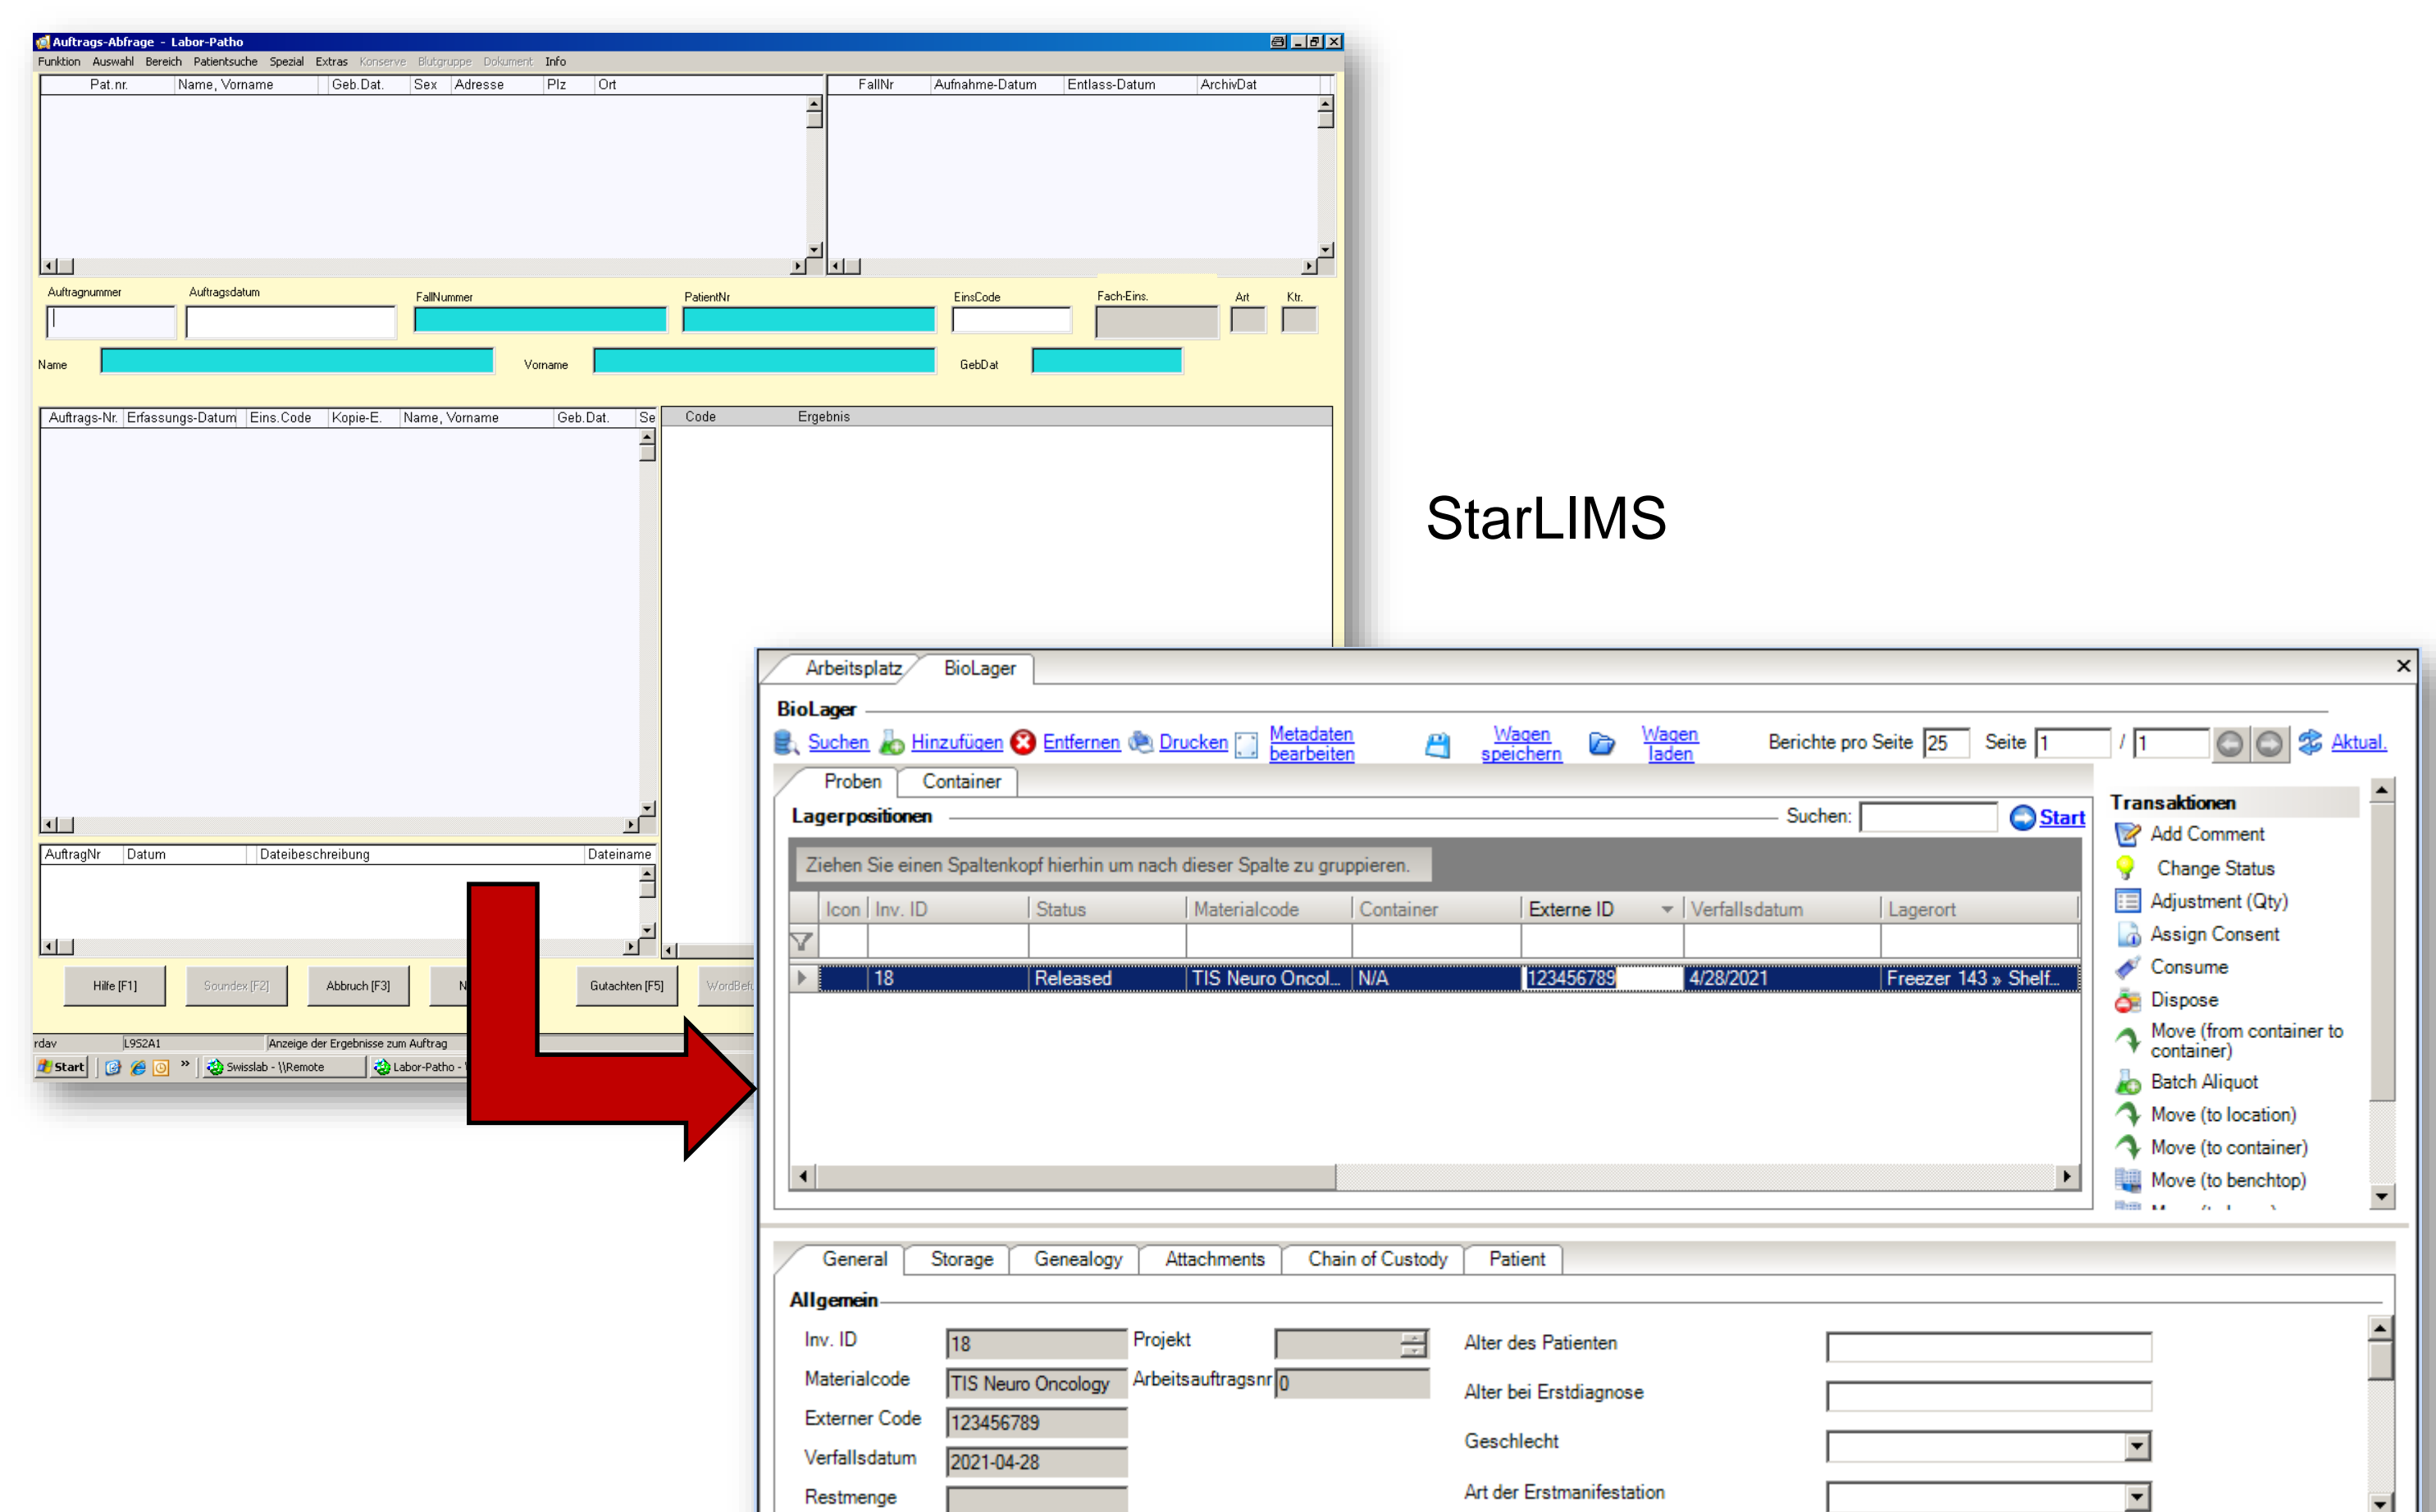 Auftrags-Abfrage - Labor-Patho
Funktion Auswahl Bereich Patientsuche Spezial Extras Konserve Blutgruppe Dokument Info
Pat.nr. Name, Vorname Geb.Dat. Sex Adresse Plz Ort
FallNr Aufnahme-Datum Entlass-Datum ArchivDat
Auftragnummer Auftragsdatum FallNummer PatientNr EinsCode Fach-Eins. Art Ktr.
Name Vorname GebDat
Auftrags-Nr. Erfassungs-Datum Eins.Code Kopie-E. Name, Vorname Geb.Dat. Se
Code Ergebnis
AuftragNr Datum Dateibeschreibung Dateiname
Hilfe [F1] Soundex [F2] Abbruch [F3] N Gutachten [F5]
rdav L9S2A1 Anzeige der Ergebnisse zum Auftrag
Start » Swisslab - \\Remote Labor-Patho -
StarLIMS
Arbeitsplatz BioLager
BioLager
Suchen Hinzufügen Entfernen Drucken Metadaten bearbeiten Wagen speichern Wagen laden Berichte pro Seite 25 Seite 1 / 1 Aktual.
Proben Container
Lagerpositionen Suchen: Start
Ziehen Sie einen Spaltenkopf hierhin um nach dieser Spalte zu gruppieren.
Icon Inv. ID Status Materialcode Container Externe ID Verfallsdatum Lagerort
18 Released TIS Neuro Oncol... N/A 123456789 4/28/2021 Freezer 143 » Shelf...
Transaktionen
Add Comment
Change Status
Adjustment (Qty)
Assign Consent
Consume
Dispose
Move (from container to
container)
Batch Aliquot
Move (to location)
Move (to container)
Move (to benchtop)
General Storage Genealogy Attachments Chain of Custody Patient
Allgemein
Inv. ID 18 Projekt Alter des Patienten
Materialcode TIS Neuro Oncology Arbeitsauftragsnr 0 Alter bei Erstdiagnose
Externer Code 123456789 Geschlecht
Verfallsdatum 2021-04-28
Restmenge Art der Erstmanifestation